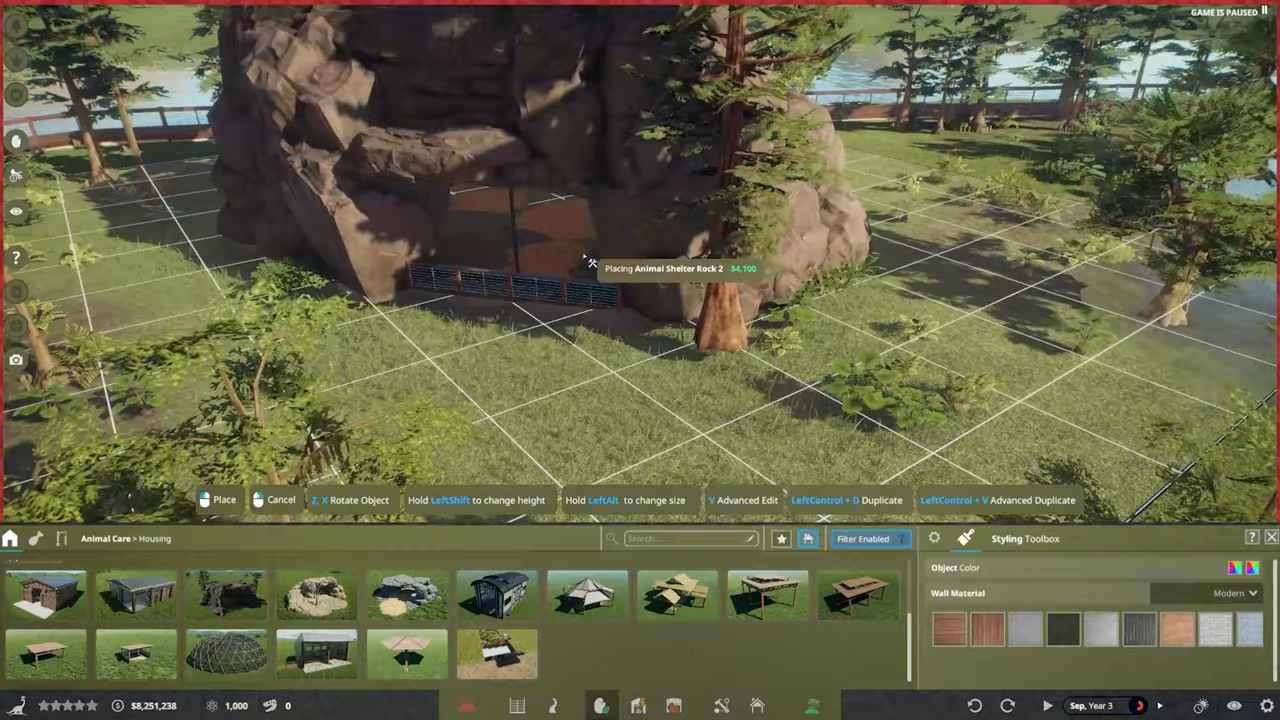 GAME IS PAUSED
?
Placing Animal Shelter Rock 2 $4,100
Place
Cancel
Z, X Rotate Object
Hold LeftShift to change height
Hold LeftAlt to change size
V Advanced Edit
LeftControl + D Duplicate
LeftControl + V Advanced Duplicate
Animal Care > Housing
Search...
Filter Enabled
Styling Toolbox
?
Object Color
Wall Material
Modern
$8,251,238
1,000
0
Sep, Year 3